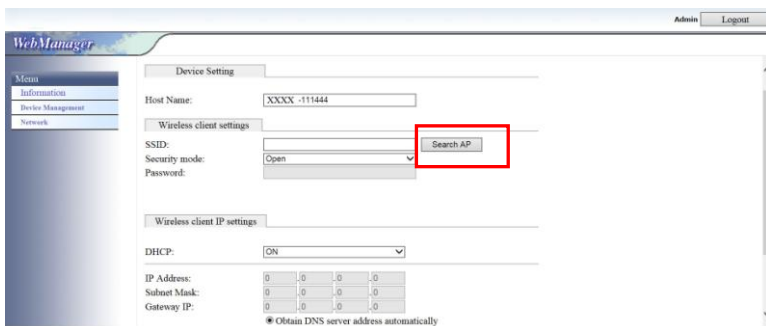 Admin Logout
WebManager
Menu
Information
Device Management
Network
Device Setting
Host Name: XXXX -111444
Wireless client settings
SSID: Search AP
Security mode: Open
Password:
Wireless client IP settings
DHCP: ON
IP Address: 0 .0 .0 .0
Subnet Mask: 0 .0 .0 .0
Gateway IP: 0 .0 .0 .0
Obtain DNS server address automatically